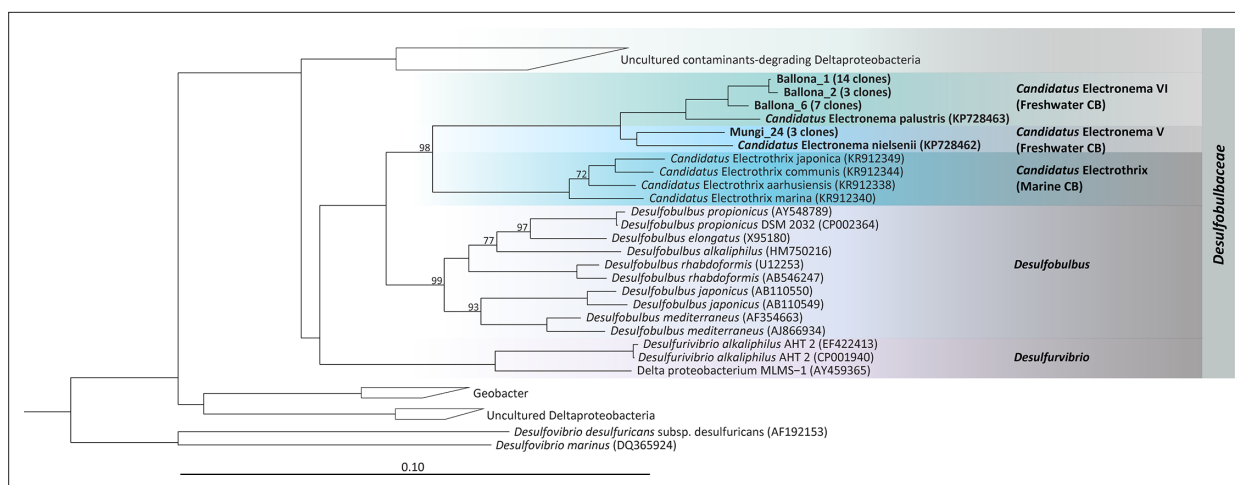 Uncultured contaminants-degrading Deltaproteobacteria
Ballona_1 (14 clones)
Ballona_2 (3 clones)
Ballona_6 (7 clones)
Candidatus Electronema palustris (KP728463)
Candidatus Electronema VI
(Freshwater CB)
Mungi_24 (3 clones)
Candidatus Electronema nielsenii (KP728462)
Candidatus Electronema V
(Freshwater CB)
98
Candidatus Electrothrix japonica (KR912349)
72
Candidatus Electrothrix communis (KR912344)
Candidatus Electrothrix aarhusiensis (KR912338)
Candidatus Electrothrix marina (KR912340)
Candidatus Electrothrix
(Marine CB)
Desulfobulbus propionicus (AY548789)
97
Desulfobulbus propionicus DSM 2032 (CP002364)
77
Desulfobulbus elongatus (X95180)
Desulfobulbus alkaliphilus (HM750216)
Desulfobulbus rhabdoformis (U12253)
99
Desulfobulbus rhabdoformis (AB546247)
Desulfobulbus japonicus (AB110550)
93
Desulfobulbus japonicus (AB110549)
Desulfobulbus mediterraneus (AF354663)
Desulfobulbus mediterraneus (AJ866934)
Desulfobulbus
Desulfurivibrio alkaliphilus AHT 2 (EF422413)
Desulfurivibrio alkaliphilus AHT 2 (CP001940)
Delta proteobacterium MLMS−1 (AY459365)
Desulfurvibrio
Desulfobulbaceae
Geobacter
Uncultured Deltaproteobacteria
Desulfovibrio desulfuricans subsp. desulfuricans (AF192153)
Desulfovibrio marinus (DQ365924)
0.10